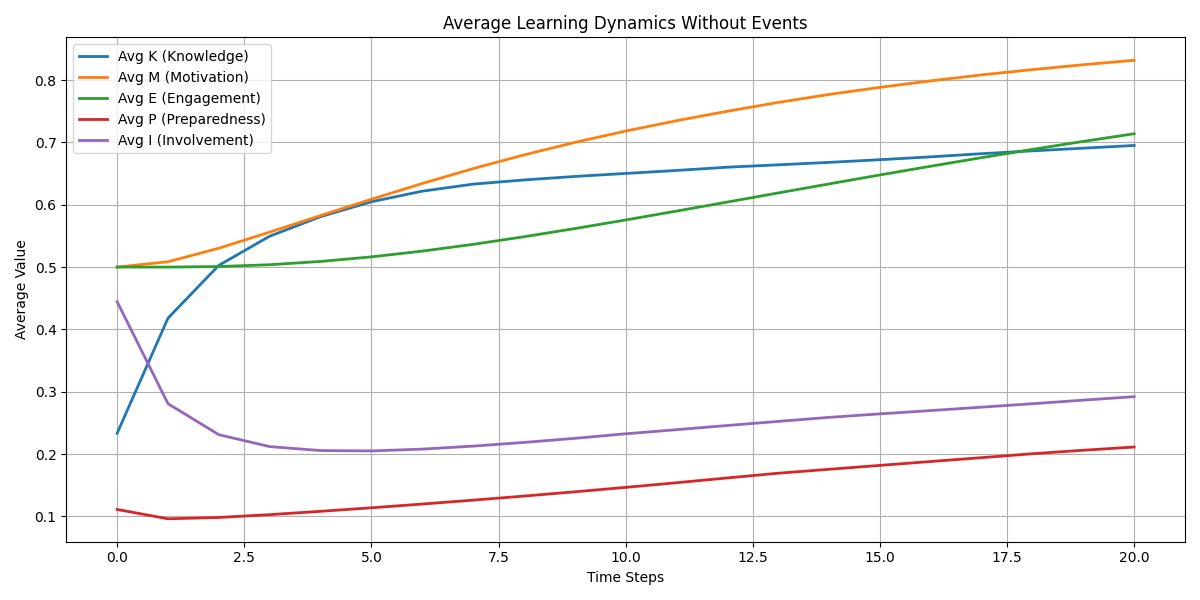 Average Learning Dynamics Without Events
Avg K (Knowledge)
Avg M (Motivation)
Avg E (Engagement)
Avg P (Preparedness)
Avg I (Involvement)
Average Value
0.8
0.7
0.6
0.5
0.4
0.3
0.2
0.1
0.0
2.5
5.0
7.5
10.0
12.5
15.0
17.5
20.0
Time Steps